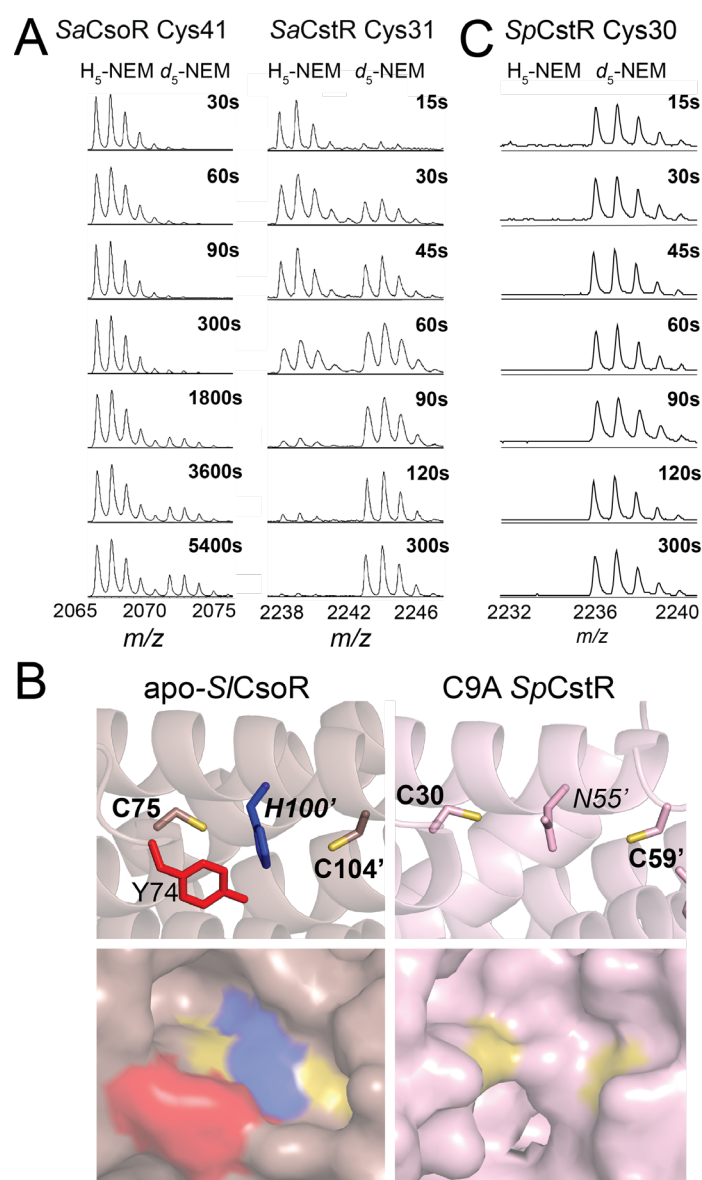 A SaCsoR Cys41 SaCstR Cys31 C SpCstR Cys30
H5-NEM d5-NEM H5-NEM d5-NEM H5-NEM d5-NEM
30s 15s 15s
60s 30s 30s
90s 45s 45s
300s 60s 60s
1800s 90s 90s
3600s 120s 120s
5400s 300s 300s
2065 2070 2075 2238 2242 2246 2232 2236 2240
m/z m/z m/z
B apo-SlCsoR C9A SpCstR
C75 H100' C30 N55'
Y74 C104' C59'